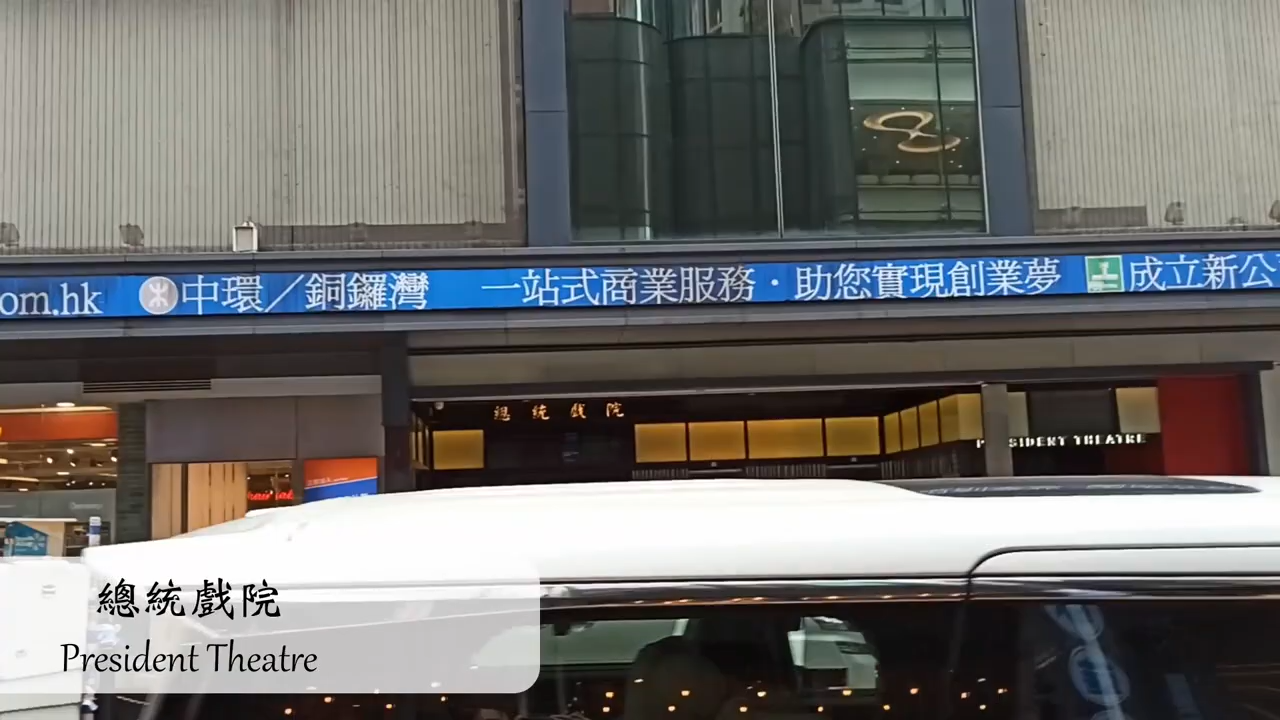 om.hk 中環／銅鑼灣 一站式商業服務・助您實現創業夢 成立新公
總統戲院
PRESIDENT THEATRE
總統戲院
President Theatre